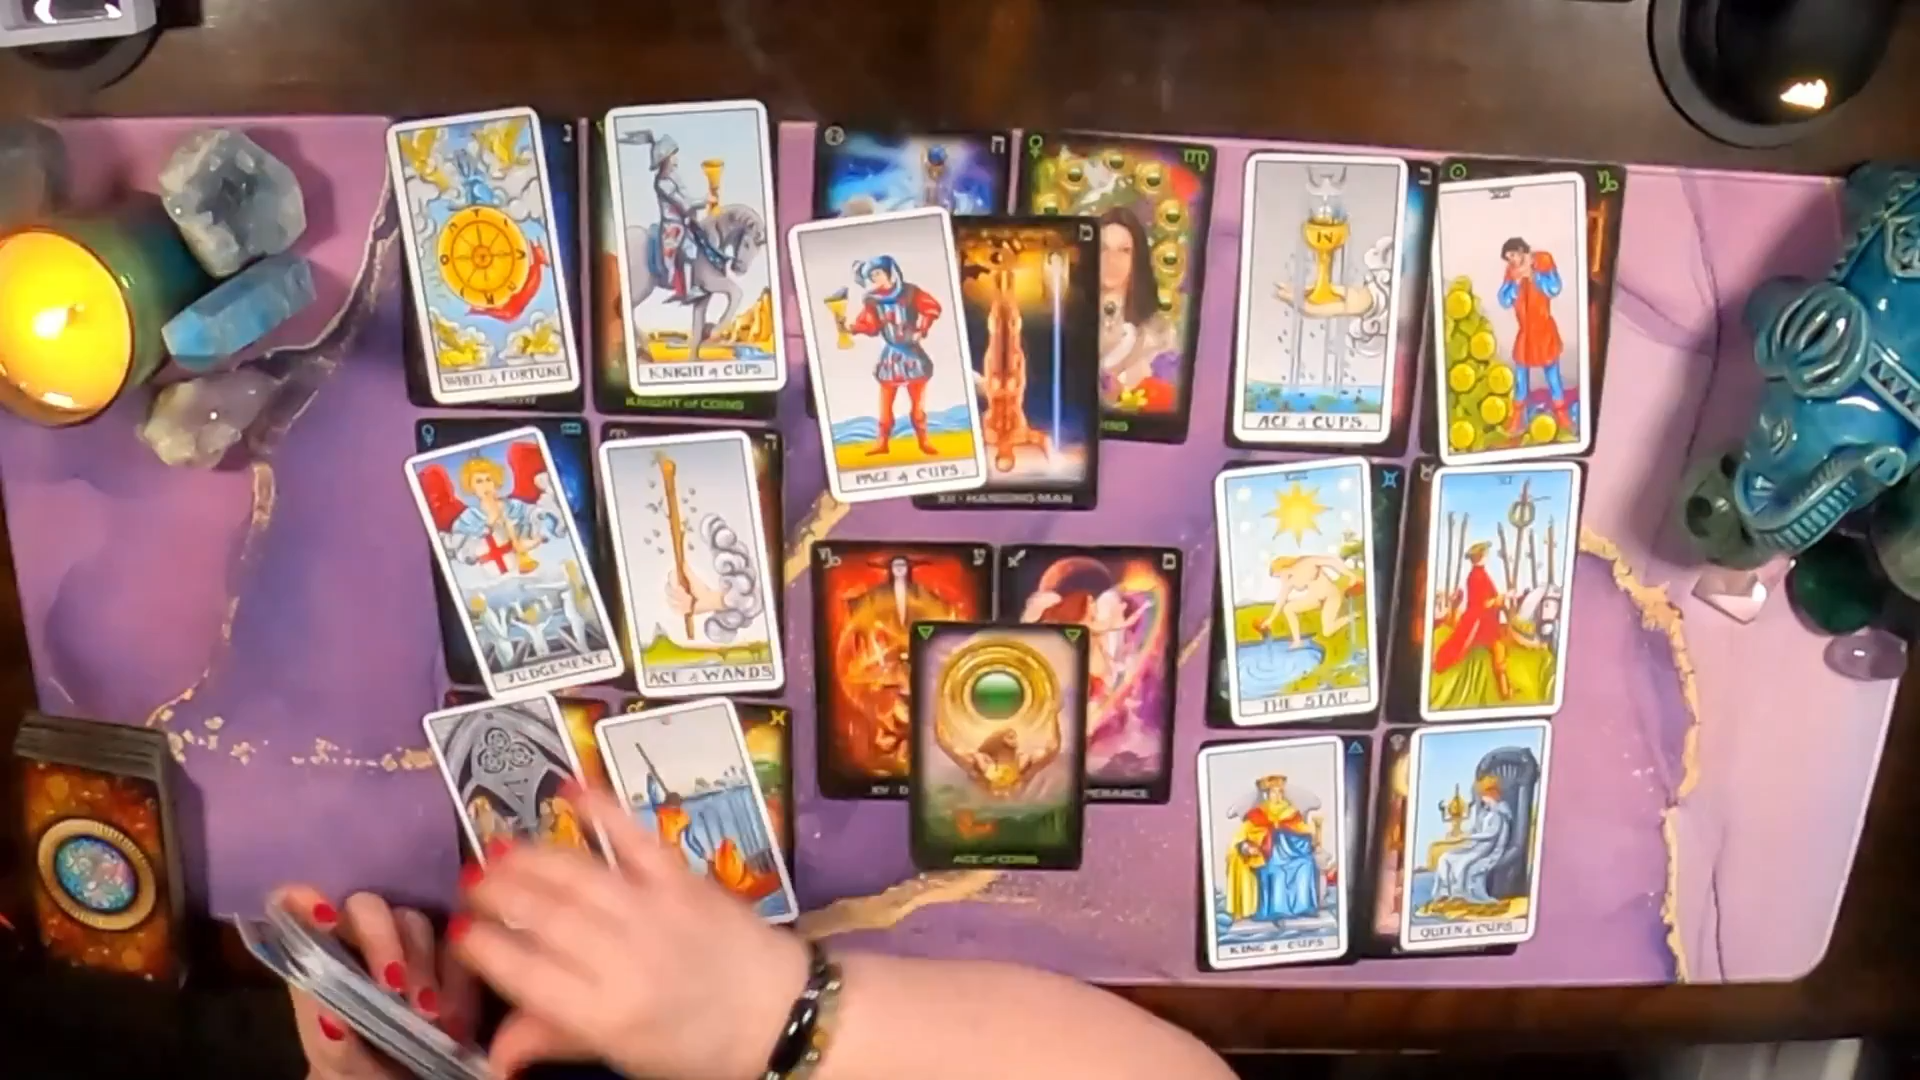 WHEEL of FORTUNE
KNIGHT of CUPS.
KNIGHT of COINS
PAGE of CUPS.
XII · HANGING MAN
ACE of CUPS.
JUDGEMENT.
ACE of WANDS
THE STAR.
ACE of COINS
KING of CUPS
QUEEN of CUPS.